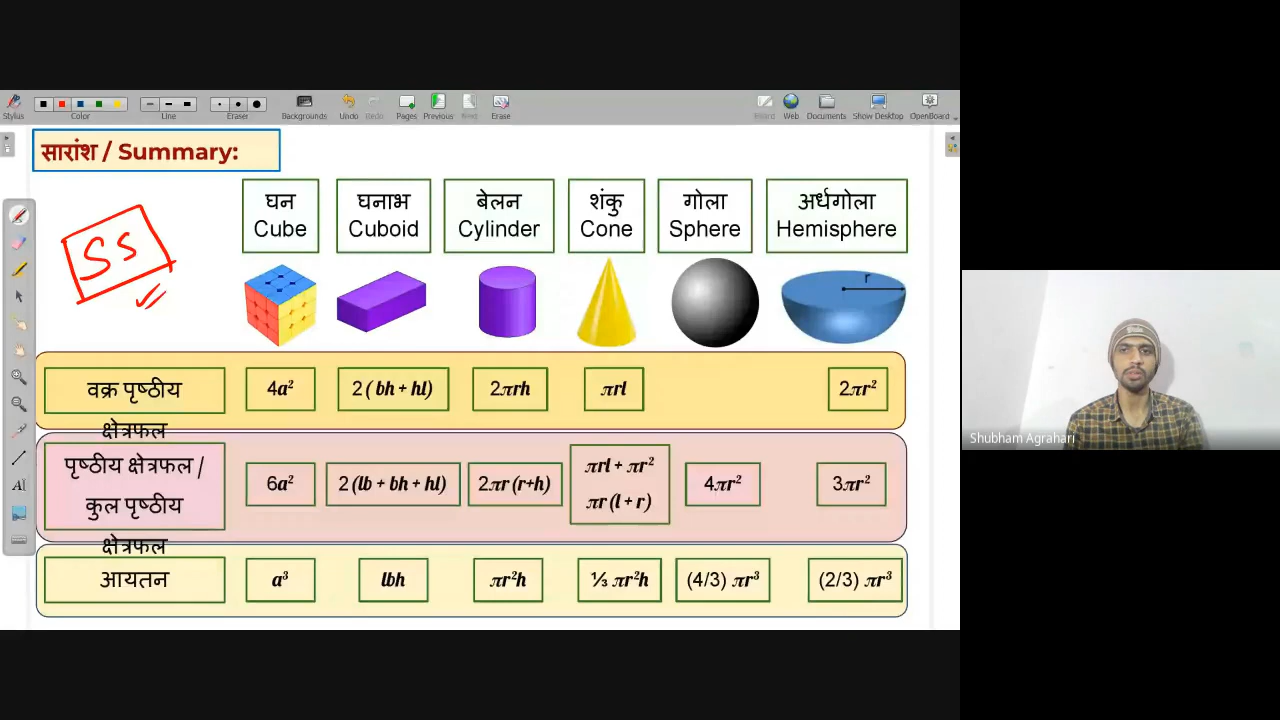 Stylus
Color
Line
Eraser
Backgrounds
Undo
Redo
Pages
Previous
Next
Erase
Board
Web
Documents
Show Desktop
OpenBoard
सारांश / Summary:
SS
घन
Cube
घनाभ
Cuboid
बेलन
Cylinder
शंकु
Cone
गोला
Sphere
अर्धगोला
Hemisphere
r
वक्र पृष्ठीय
क्षेत्रफल
4a²
2 ( bh + hl)
2πrh
πrl
2πr²
पृष्ठीय क्षेत्रफल /
कुल पृष्ठीय
क्षेत्रफल
6a²
2 (lb + bh + hl)
2πr (r+h)
πrl + πr²
πr (l + r)
4πr²
3πr²
आयतन
a³
lbh
πr²h
⅓ πr²h
(4/3) πr³
(2/3) πr³
Shubham Agrahari